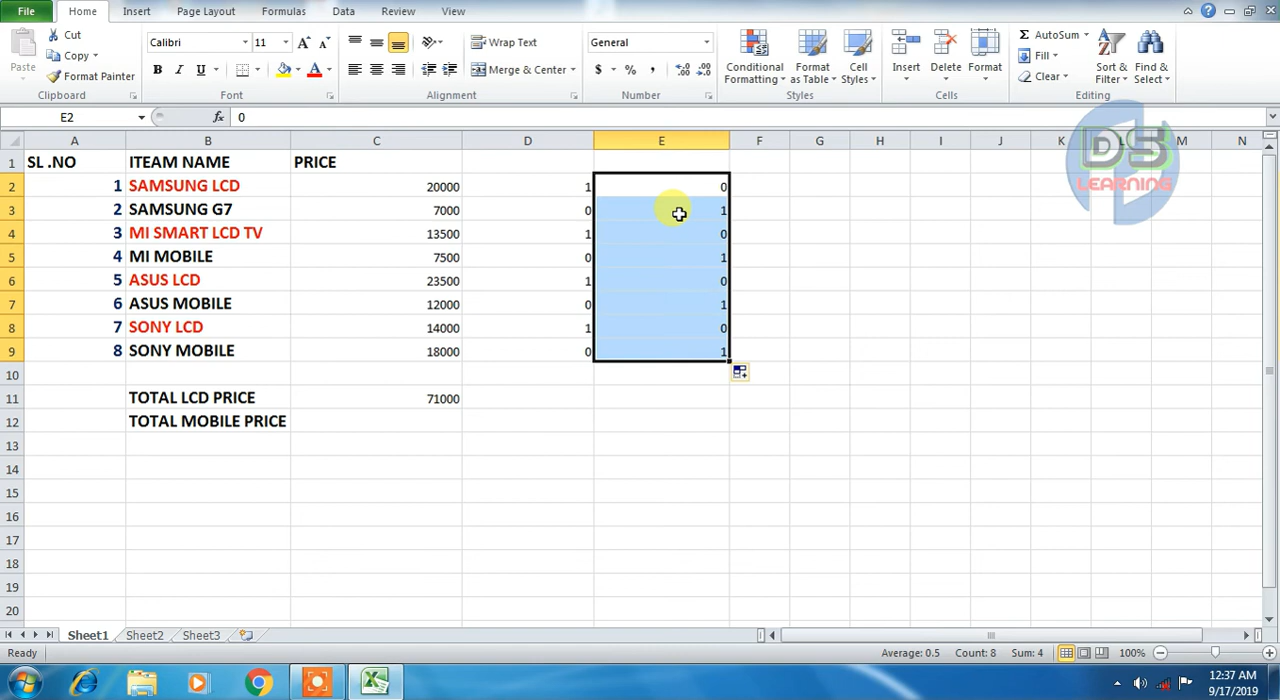 File Home Insert Page Layout Formulas Data Review View
Cut Calibri 11 Wrap Text General AutoSum
Copy Fill
Paste Format Painter Merge & Center Conditional Formatting Format as Table Cell Styles Insert Delete Format Clear Sort & Filter Find & Select
Clipboard Font Alignment Number Styles Cells Editing
E2 fx 0
A B C D E F G H I J K L M N
1 SL .NO ITEAM NAME PRICE
2 1 SAMSUNG LCD 20000 1 0
3 2 SAMSUNG G7 7000 0 1
4 3 MI SMART LCD TV 13500 1 0
5 4 MI MOBILE 7500 0 1
6 5 ASUS LCD 23500 1 0
7 6 ASUS MOBILE 12000 0 1
8 7 SONY LCD 14000 1 0
9 8 SONY MOBILE 18000 0 1
10
11 TOTAL LCD PRICE 71000
12 TOTAL MOBILE PRICE
13
14
15
16
17
18
19
20
DS
LEARNING
Sheet1 Sheet2 Sheet3
Ready Average: 0.5 Count: 8 Sum: 4 100%
12:37 AM
9/17/2019